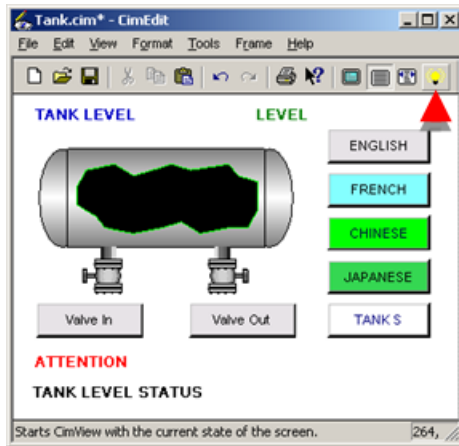 Tank.cim* - CimEdit
File Edit View Format Tools Frame Help
TANK LEVEL LEVEL
ENGLISH
FRENCH
CHINESE
JAPANESE
Valve In Valve Out TANK S
ATTENTION
TANK LEVEL STATUS
Starts CimView with the current state of the screen. 264,